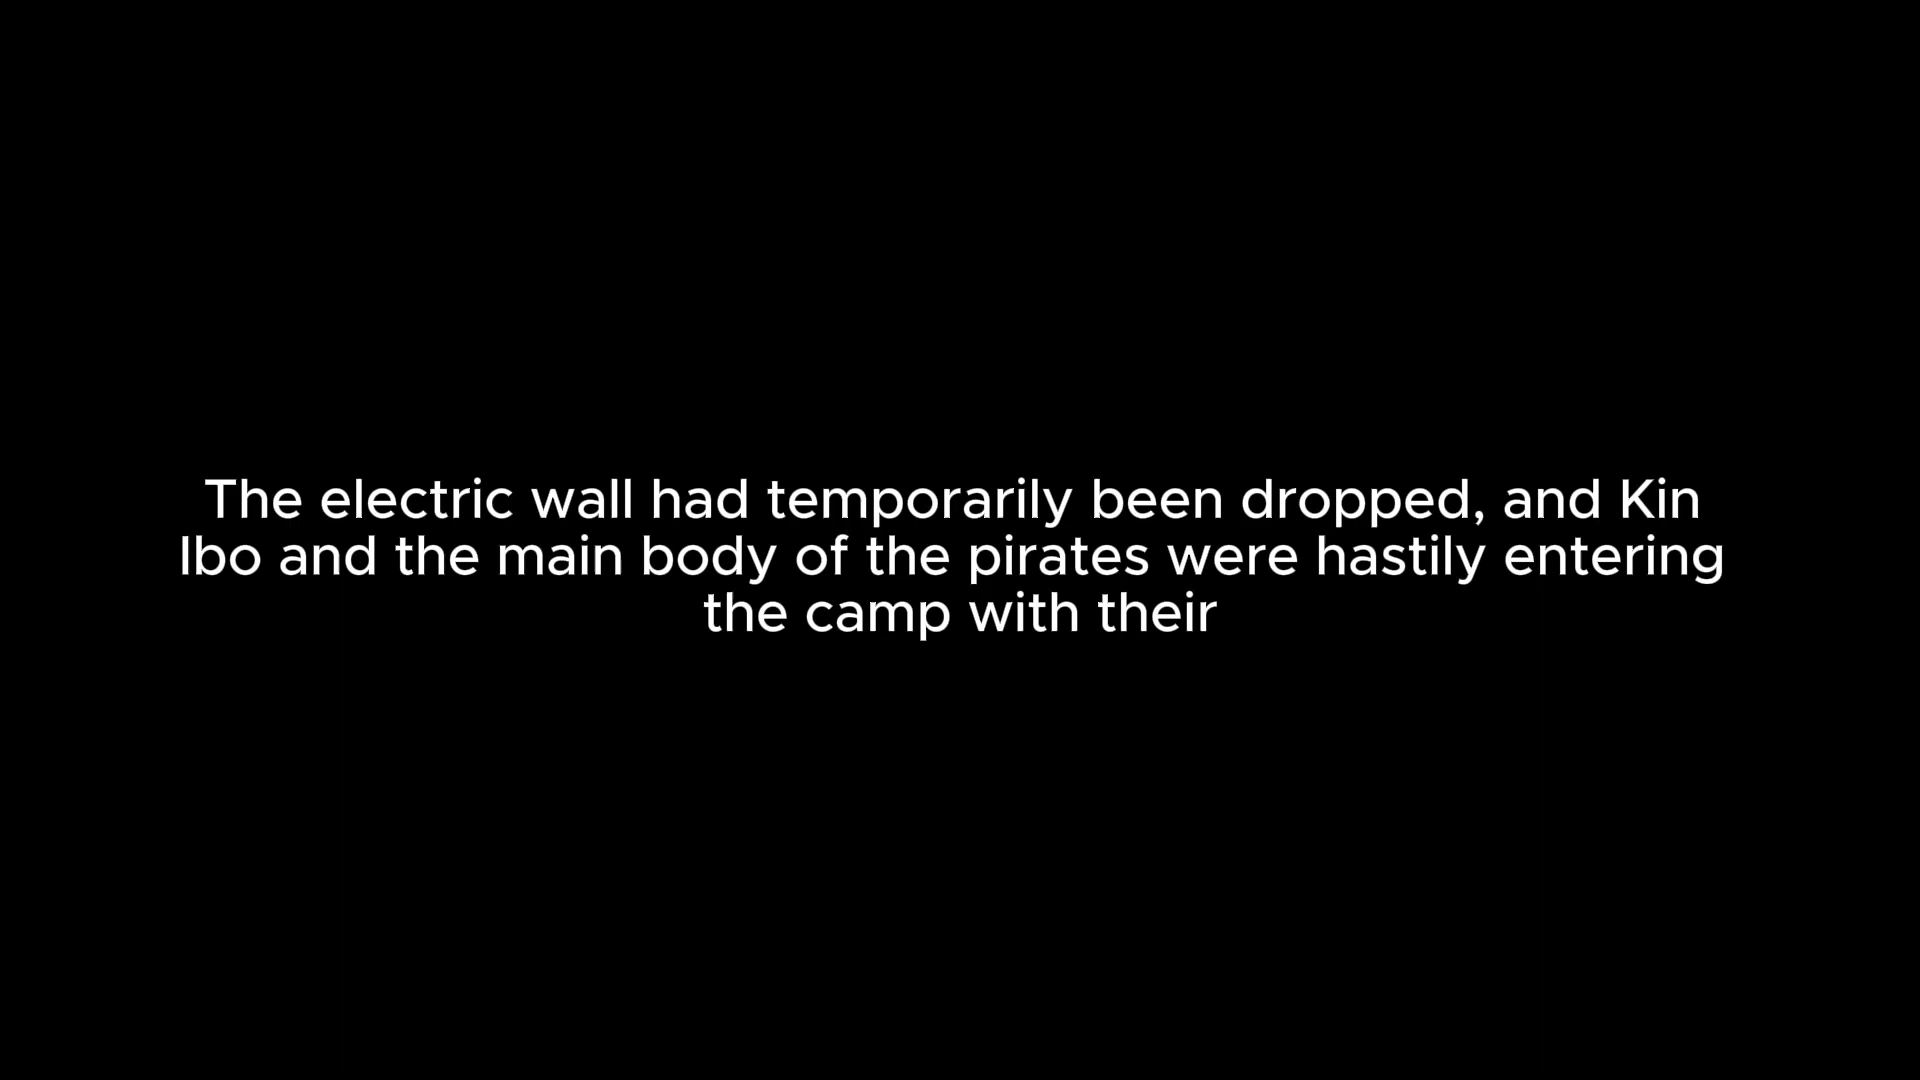 The electric wall had temporarily been dropped, and Kin
Ibo and the main body of the pirates were hastily entering
the camp with their